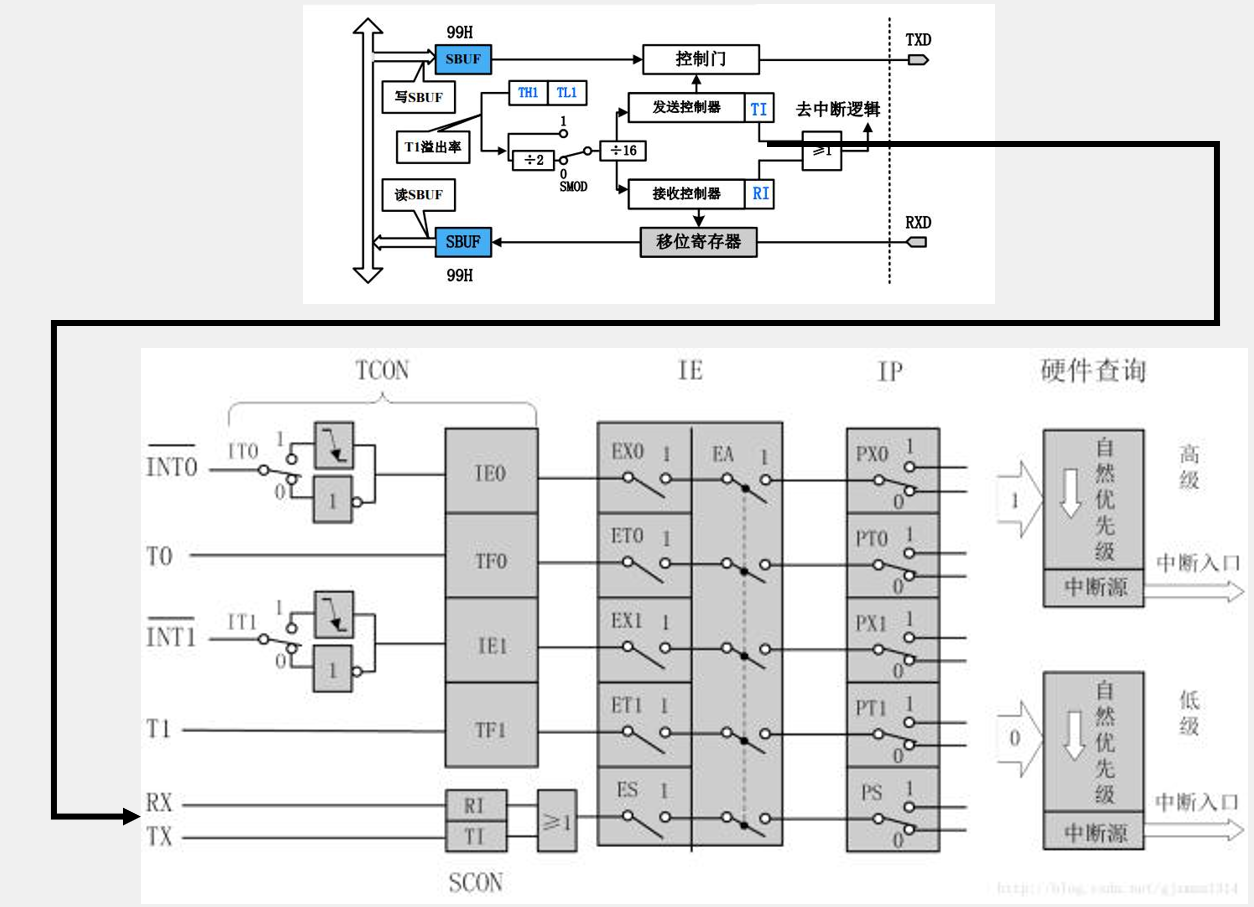 99H
SBUF
写SBUF
TH1 TL1
T1溢出率
÷2
1
0
SMOD
÷16
控制门
发送控制器 TI
接收控制器 RI
移位寄存器
≥1
去中断逻辑
TXD
RXD
读SBUF
SBUF
99H
TCON
IE
IP
硬件查询
INT0
IT0
1
0
1
IE0
EX0 1
EA 1
PX0 1
0
T0
TF0
ET0 1
PT0 1
0
INT1
IT1
1
0
1
IE1
EX1 1
PX1 1
0
T1
TF1
ET1 1
PT1 1
0
RX
TX
RI
TI
≥1
SCON
ES 1
PS 1
0
1
自然优先级
中断源
高级
中断入口
0
自然优先级
中断源
低级
中断入口